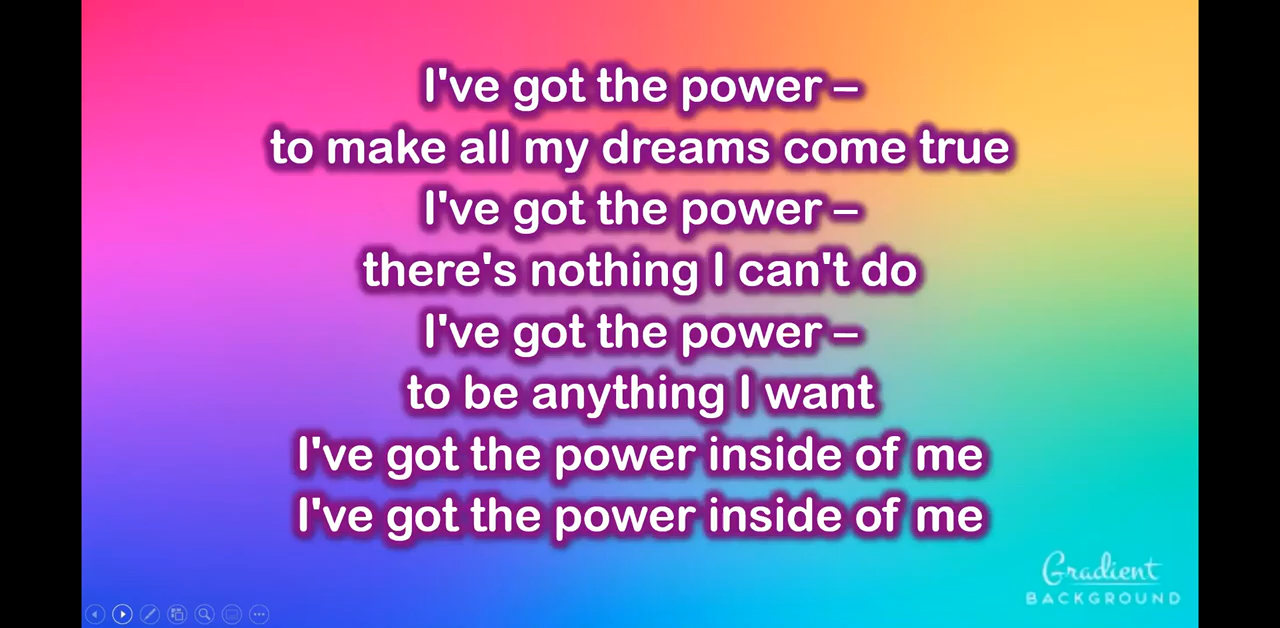 I've got the power –
to make all my dreams come true
I've got the power –
there's nothing I can't do
I've got the power –
to be anything I want
I've got the power inside of me
I've got the power inside of me
Gradient
BACKGROUND